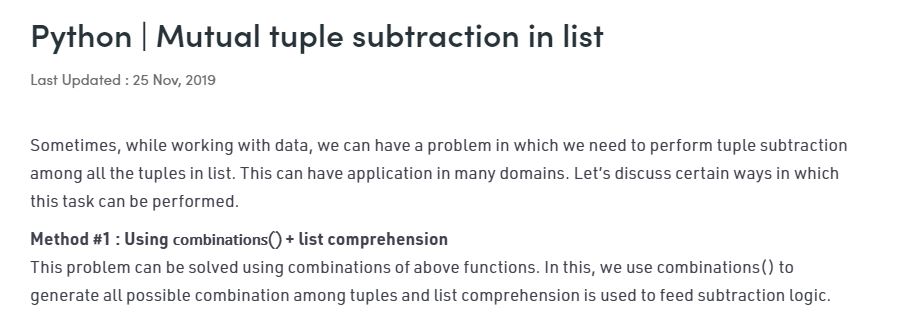 Python | Mutual tuple subtraction in list
Last Updated : 25 Nov, 2019
Sometimes, while working with data, we can have a problem in which we need to perform tuple subtraction
among all the tuples in list. This can have application in many domains. Let’s discuss certain ways in which
this task can be performed.
Method #1 : Using combinations() + list comprehension
This problem can be solved using combinations of above functions. In this, we use combinations() to
generate all possible combination among tuples and list comprehension is used to feed subtraction logic.